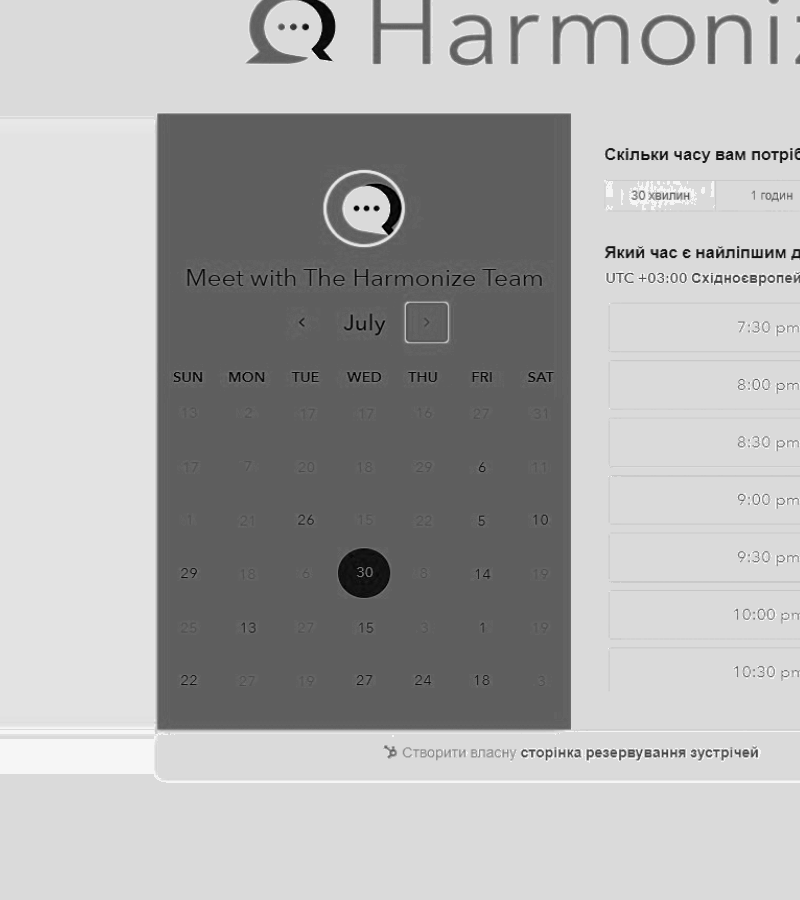 Harmoniz
Meet with The Harmonize Team
July
SUN MON TUE WED THU FRI SAT
13 2 17 17 16 27 31
17 7 20 18 29 6 11
1 21 26 15 22 5 10
29 18 6 30 8 14 19
25 13 27 15 3 1 19
22 27 19 27 24 18 3
Скільки часу вам потріб
30 хвилин 1 годин
Який час є найліпшим д
UTC +03:00 Східноєвропей
7:30 pm
8:00 pm
8:30 pm
9:00 pm
9:30 pm
10:00 pm
10:30 pm
Створити власну сторінка резервування зустрічей